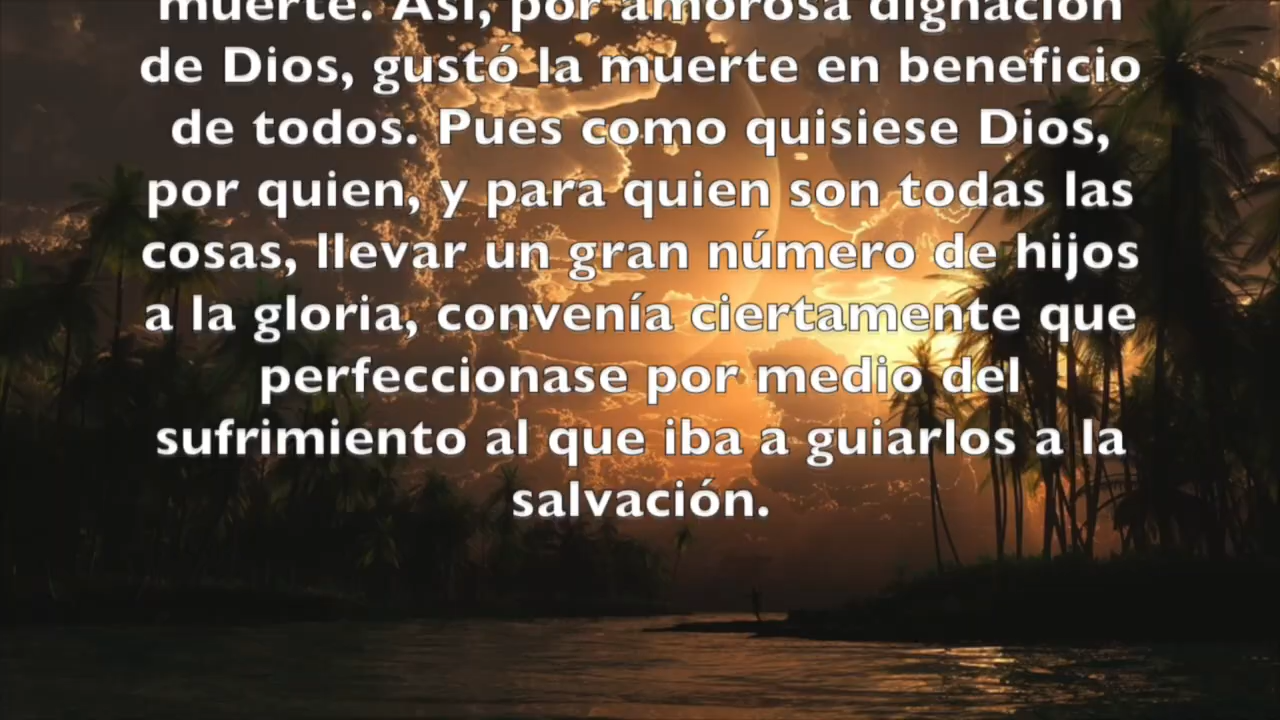 muerte. Así, por amorosa dignación
de Dios, gustó la muerte en beneficio
de todos. Pues como quisiese Dios,
por quien, y para quien son todas las
cosas, llevar un gran número de hijos
a la gloria, convenía ciertamente que
perfeccionase por medio del
sufrimiento al que iba a guiarlos a la
salvación.